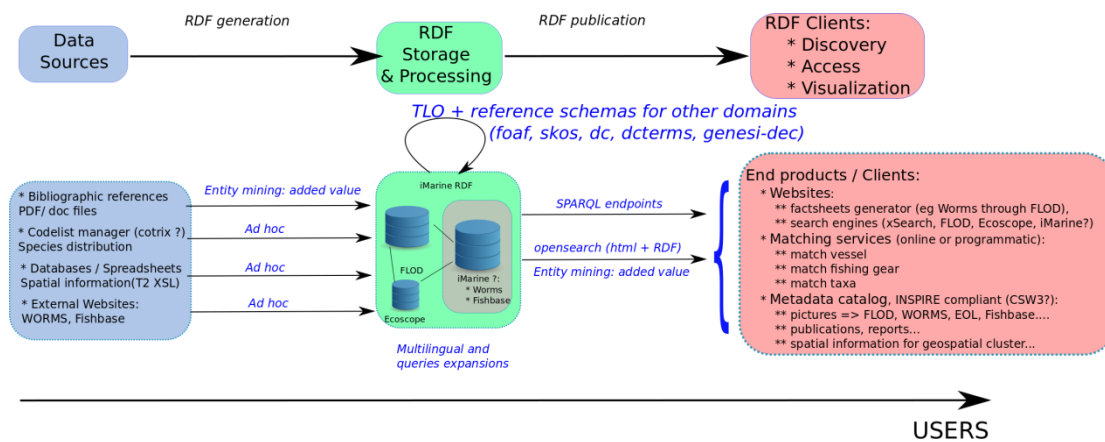 RDF generation
RDF publication
Data
Sources
RDF
Storage
& Processing
RDF Clients:
* Discovery
* Access
* Visualization
TLO + reference schemas for other domains
(foaf, skos, dc, dcterms, genesi-dec)
* Bibliographic references
PDF/ doc files
* Codelist manager (cotrix ?)
Species distribution
* Databases / Spreadsheets
Spatial information(T2 XSL)
* External Websites:
WORMS, Fishbase
Entity mining: added value
Ad hoc
Ad hoc
Ad hoc
iMarine RDF
FLOD
Ecoscope
iMarine ?:
* Worms
* Fishbase
Multilingual and
queries expansions
SPARQL endpoints
opensearch (html + RDF)
Entity mining: added value
End products / Clients:
* Websites:
** factsheets generator (eg Worms through FLOD),
** search engines (xSearch, FLOD, Ecoscope, iMarine?)
* Matching services (online or programmatic):
** match vessel
** match fishing gear
** match taxa
* Metadata catalog, INSPIRE compliant (CSW3?):
** pictures => FLOD, WORMS, EOL, Fishbase....
** publications, reports...
** spatial information for geospatial cluster...
USERS